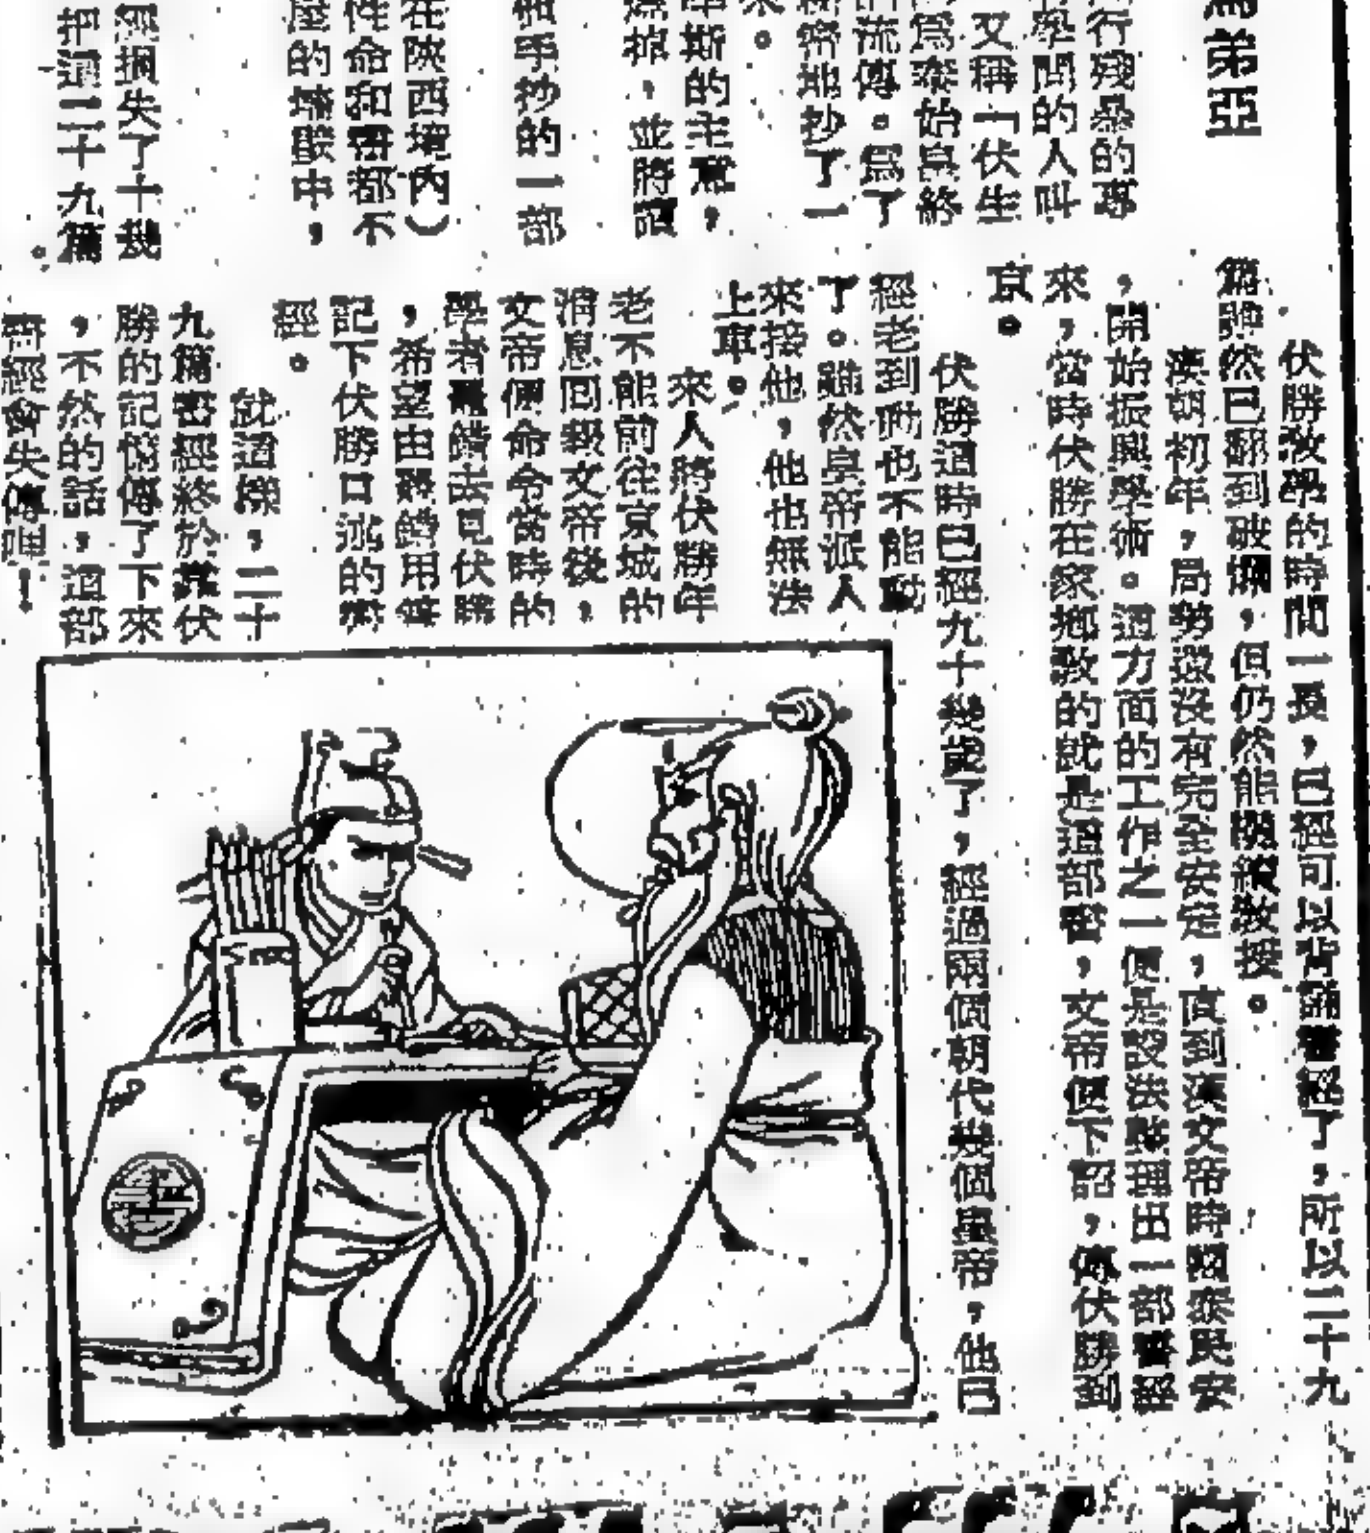 為弟亞
行殘暴的專
學問的人叫
又稱「伏生
為秦始皇終
流傳。為了
地抄了一
斯的主意，
掉，並將頭
手抄的一部
在陝西境內）
性命和書都不
屋的牆壁中，
損失了十幾
把這二十九篇
。
伏勝教學的時間一長，已經可以背誦書經了，所以二十九
篇雖然已翻到破爛，但仍然能繼續教授。
漢朝初年，局勢還沒有完全安定，直到漢文帝時國泰民安
，開始振興學術。這方面的工作之一便是設法整理出一部書經
來，當時伏勝在家鄉教的就是這部書，文帝便下詔，傳伏勝到
京。
伏勝這時已經九十幾歲了，經過兩個朝代幾個皇帝，他已
經老到動也不能動
了。雖然皇帝派人
來接他，他也無法
上車。
來人將伏勝年
老不能前往京城的
消息回報文帝後，
文帝便命令當時的
學者鼂錯去見伏勝
，希望由鼂錯用筆
記下伏勝口述的書
經。
就這樣，二十
九篇書經終於靠伏
勝的記憶傳了下來
，不然的話，這部
書經會失傳哩！